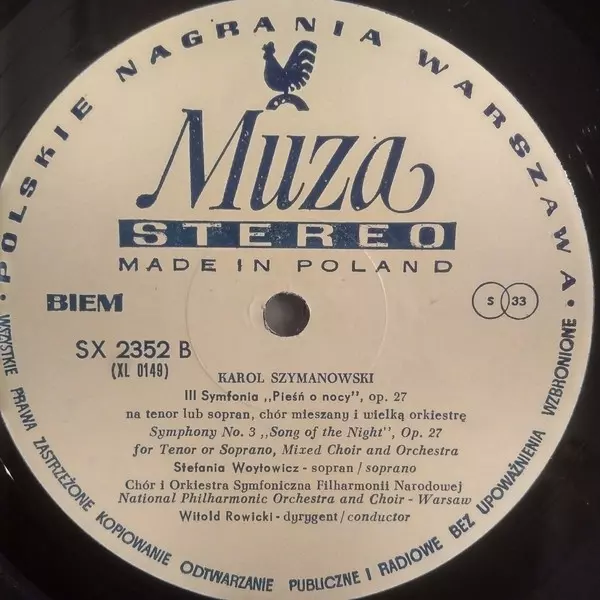 POLSKIE NAGRANIA WARSZAWA
Muza
STEREO
MADE IN POLAND
BIEM
S 33
SX 2352 B
(XL 0149)
KAROL SZYMANOWSKI
III Symfonia ,,Pieśń o nocy", op. 27
na tenor lub sopran, chór mieszany i wielką orkiestrę
Symphony No. 3 ,,Song of the Night", Op. 27
for Tenor or Soprano, Mixed Choir and Orchestra
Stefania Woytowicz - sopran / soprano
Chór i Orkiestra Symfoniczna Filharmonii Narodowej
National Philharmonic Orchestra and Choir - Warsaw
Witold Rowicki - dyrygent / conductor
WSZYSTKIE PRAWA ZASTRZEŻONE KOPIOWANIE ODTWARZANIE PUBLICZNE I RADIOWE BEZ UPOWAŻNIENIA WZBRONIONE